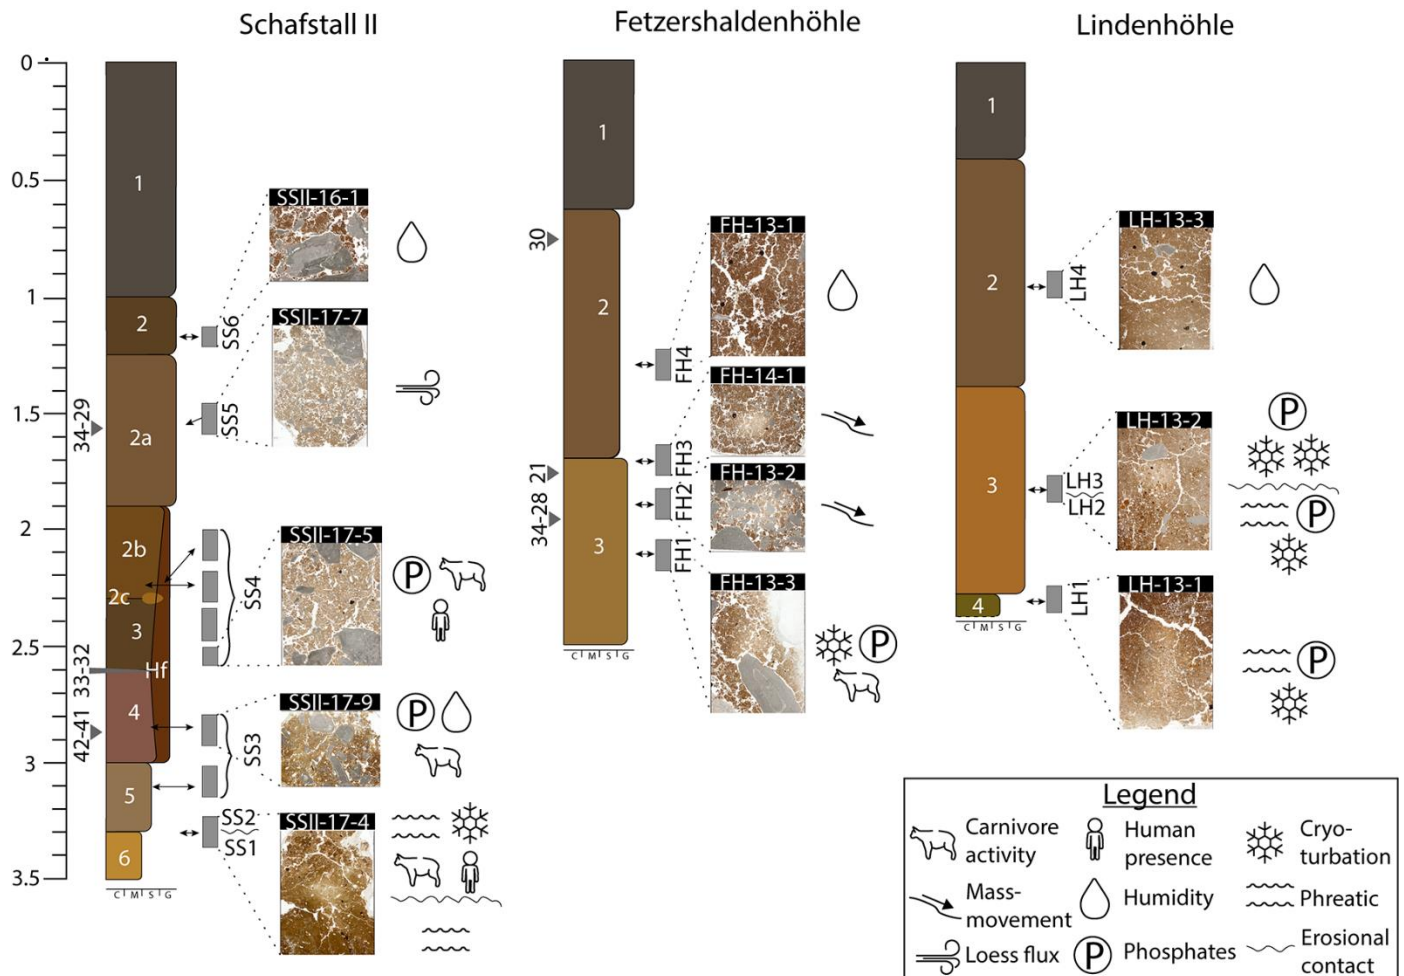 Schafstall II
Fetzershaldenhöhle
Lindenhöhle
0
0.5
1
1.5
2
2.5
3
3.5
34-29
33-32
42-41
1
2
2a
2b
2c
3
Hf
4
5
6
C M S G
SS6
SS5
SS4
SS3
SS2
SS1
SSII-16-1
SSII-17-7
SSII-17-5
P
SSII-17-9
P
SSII-17-4
30
21
34-28
1
2
3
C M S G
FH4
FH3
FH2
FH1
FH-13-1
FH-14-1
FH-13-2
FH-13-3
P
1
2
3
4
C M S G
LH4
LH3
LH2
LH1
LH-13-3
LH-13-2
P
P
LH-13-1
P
Legend
Carnivore
activity
Human
presence
Cryo-
turbation
Mass-
movement
Humidity
Phreatic
Loess flux
P Phosphates
Erosional
contact